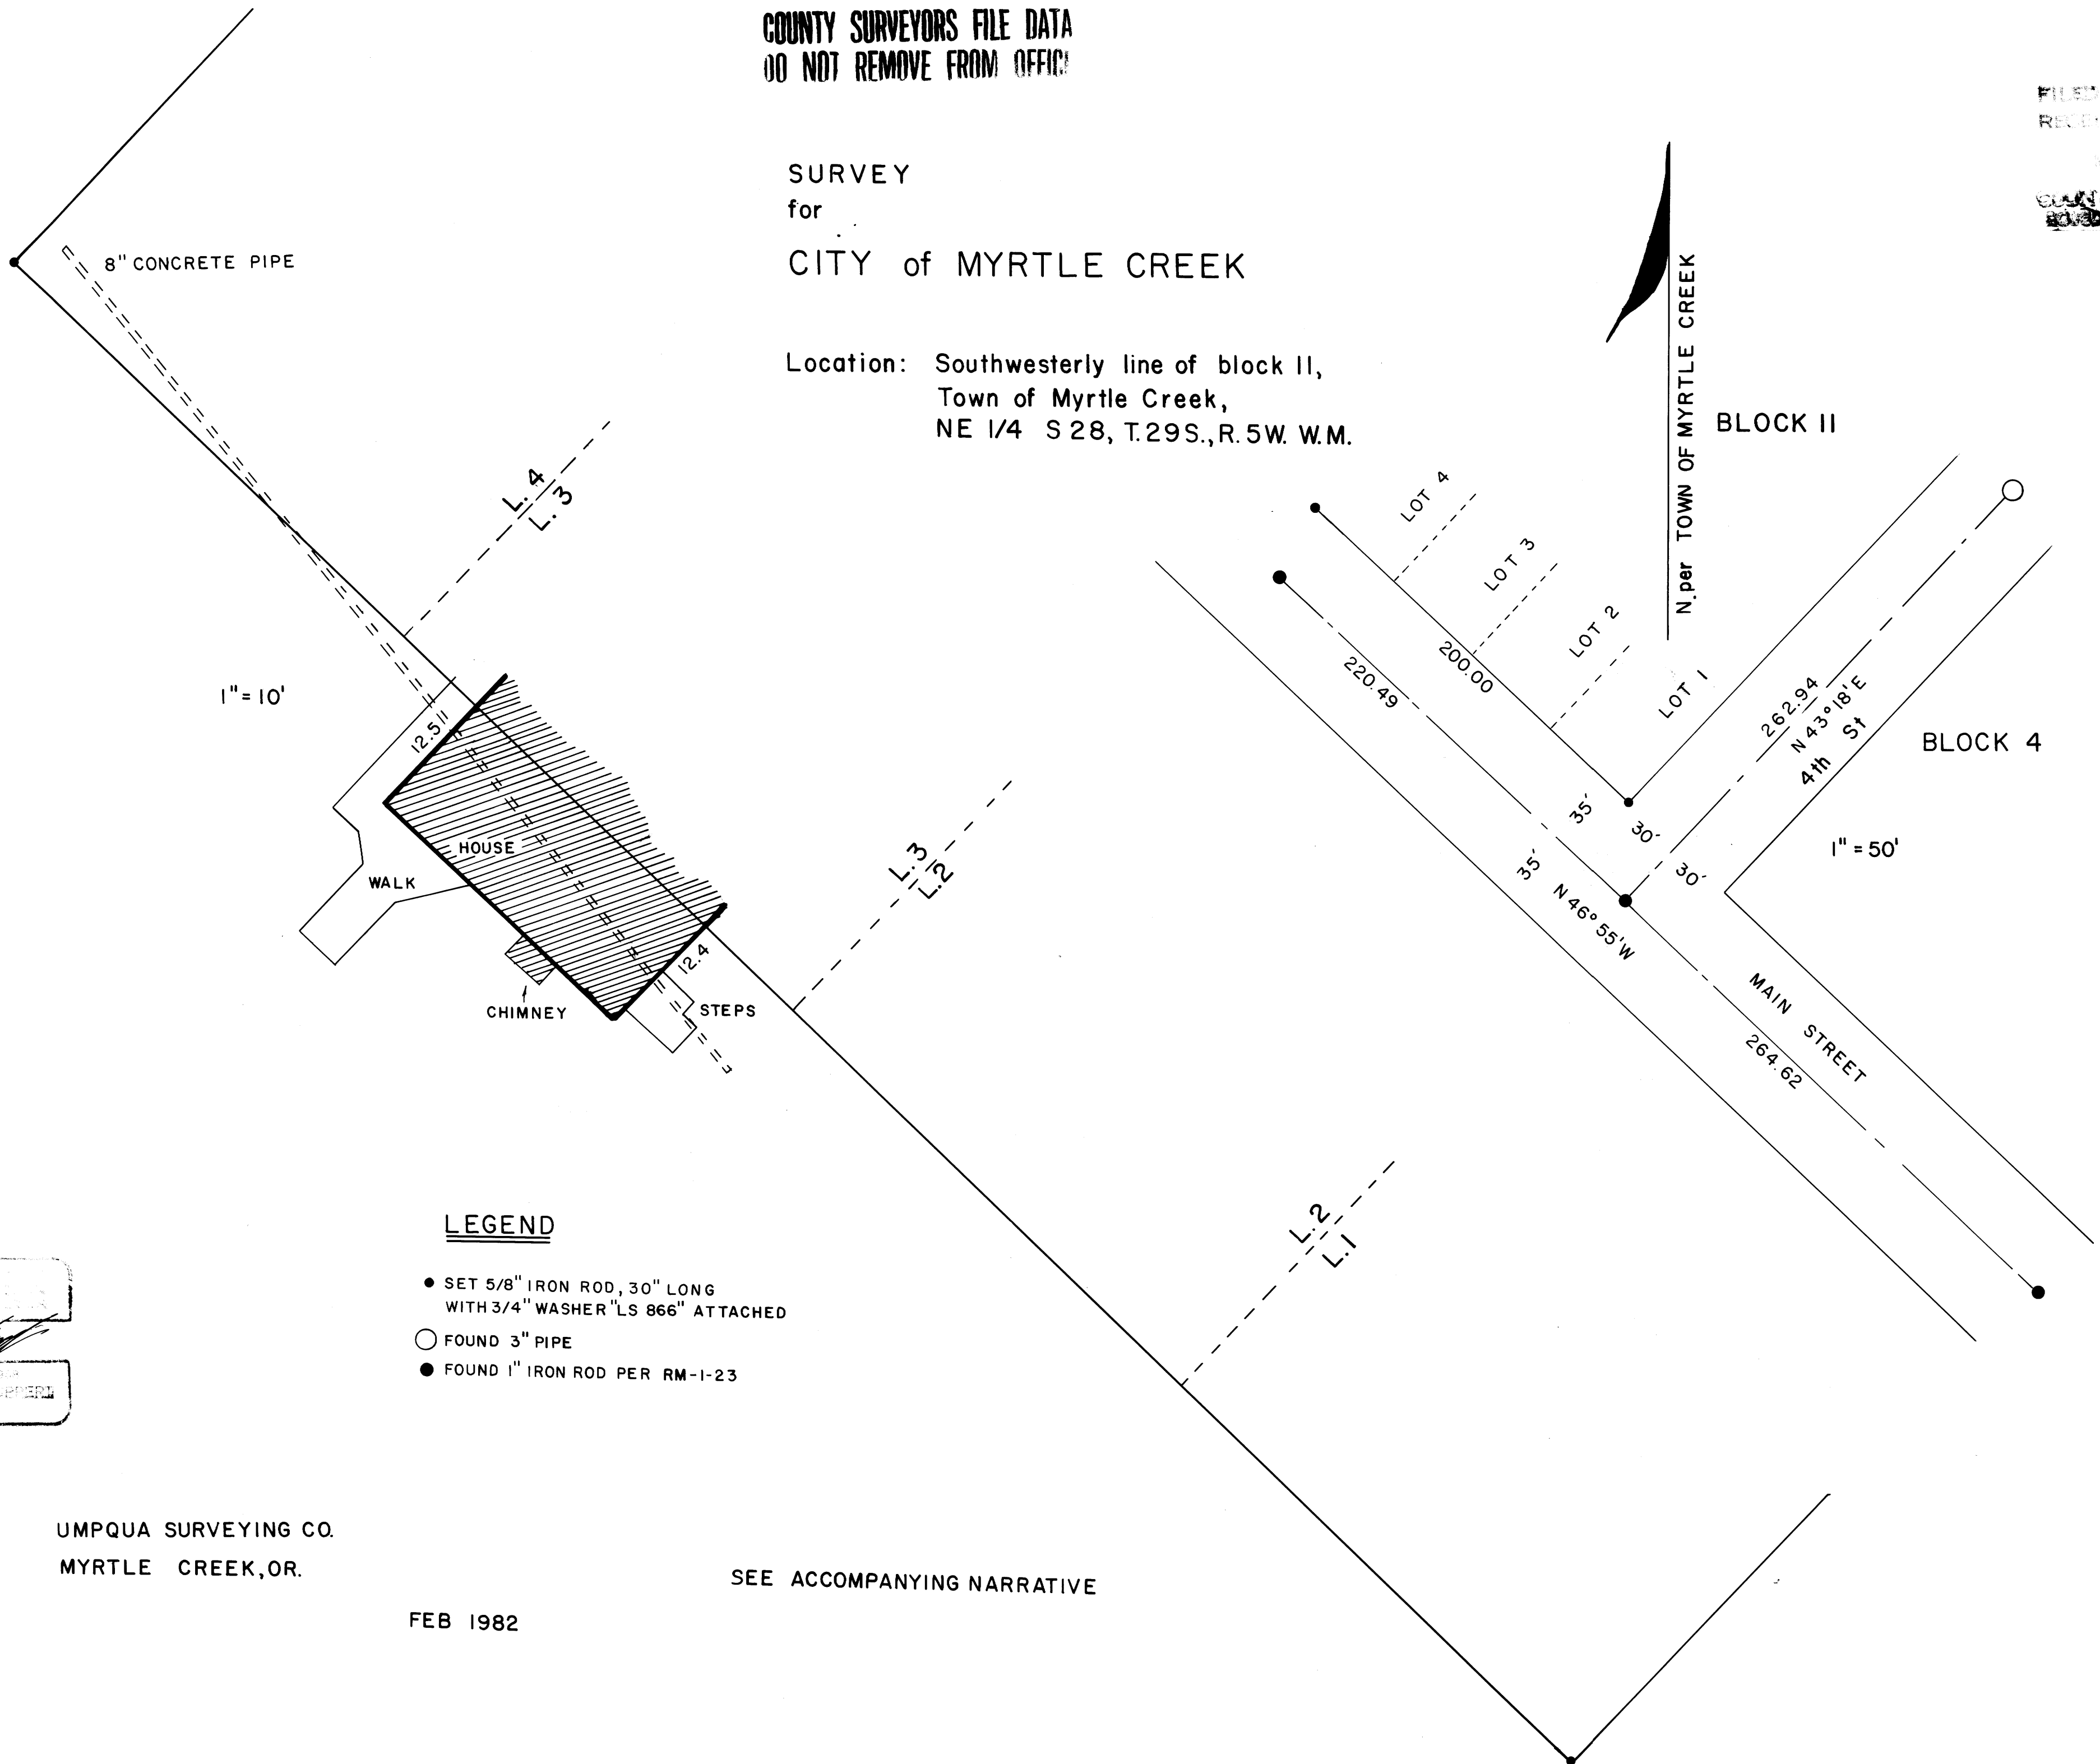 COUNTY SURVEYORS FILE DATA
DO NOT REMOVE FROM OFFICE
SURVEY
for
CITY of MYRTLE CREEK
Location: Southwesterly line of block 11,
Town of Myrtle Creek,
NE 1/4 S 28, T. 29 S., R. 5 W. W.M.
FILED
8" CONCRETE PIPE
L. 4
L. 3
1" = 10'
12.5
HOUSE
WALK
12.4
CHIMNEY
STEPS
L. 3
L. 2
L. 2
L. 1
N. per TOWN OF MYRTLE CREEK
BLOCK 11
LOT 4
LOT 3
LOT 2
LOT 1
200.00
220.49
262.94
N 43° 18' E
4th St
BLOCK 4
35'
30'
30'
35'
1" = 50'
N 46° 55' W
MAIN STREET
264.62
LEGEND
● SET 5/8" IRON ROD, 30" LONG
WITH 3/4" WASHER "LS 866" ATTACHED
○ FOUND 3" PIPE
● FOUND 1" IRON ROD PER RM-1-23
UMPQUA SURVEYING CO.
MYRTLE CREEK, OR.
FEB 1982
SEE ACCOMPANYING NARRATIVE